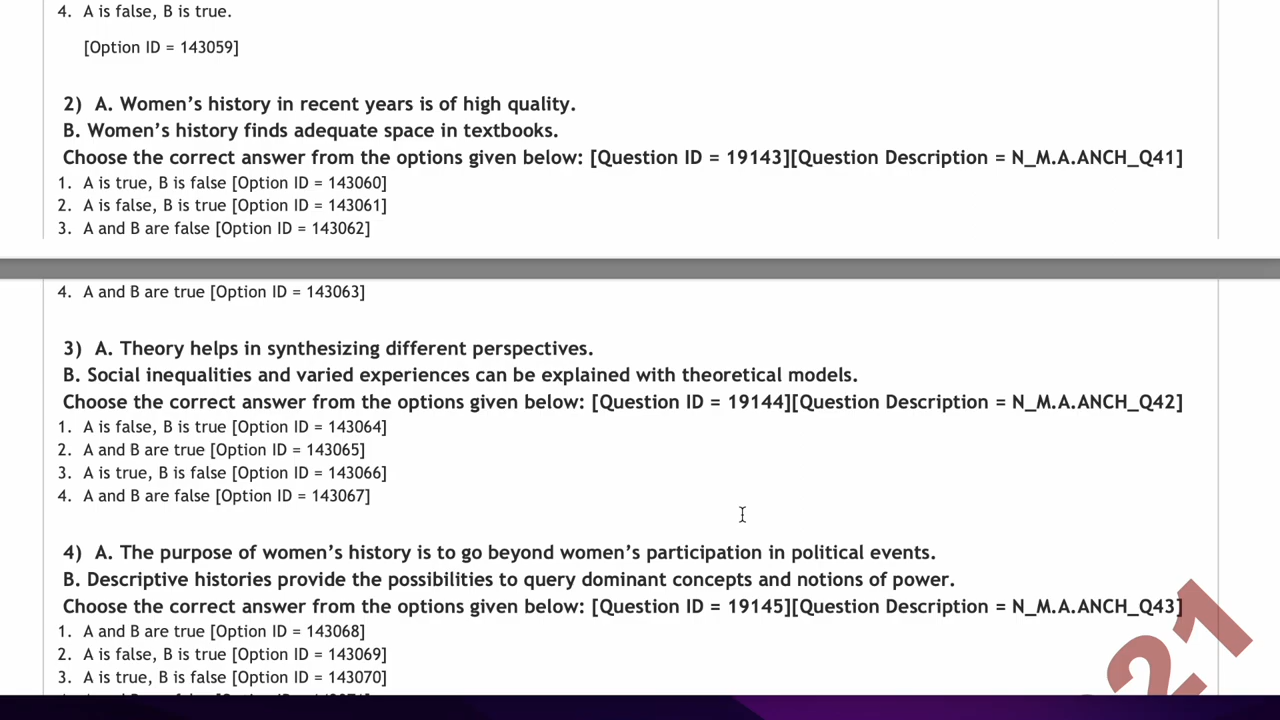 4. A is false, B is true.
[Option ID = 143059]
2) A. Women’s history in recent years is of high quality.
B. Women’s history finds adequate space in textbooks.
Choose the correct answer from the options given below: [Question ID = 19143][Question Description = N_M.A.ANCH_Q41]
1. A is true, B is false [Option ID = 143060]
2. A is false, B is true [Option ID = 143061]
3. A and B are false [Option ID = 143062]
4. A and B are true [Option ID = 143063]
3) A. Theory helps in synthesizing different perspectives.
B. Social inequalities and varied experiences can be explained with theoretical models.
Choose the correct answer from the options given below: [Question ID = 19144][Question Description = N_M.A.ANCH_Q42]
1. A is false, B is true [Option ID = 143064]
2. A and B are true [Option ID = 143065]
3. A is true, B is false [Option ID = 143066]
4. A and B are false [Option ID = 143067]
4) A. The purpose of women’s history is to go beyond women’s participation in political events.
B. Descriptive histories provide the possibilities to query dominant concepts and notions of power.
Choose the correct answer from the options given below: [Question ID = 19145][Question Description = N_M.A.ANCH_Q43]
1. A and B are true [Option ID = 143068]
2. A is false, B is true [Option ID = 143069]
3. A is true, B is false [Option ID = 143070]
21